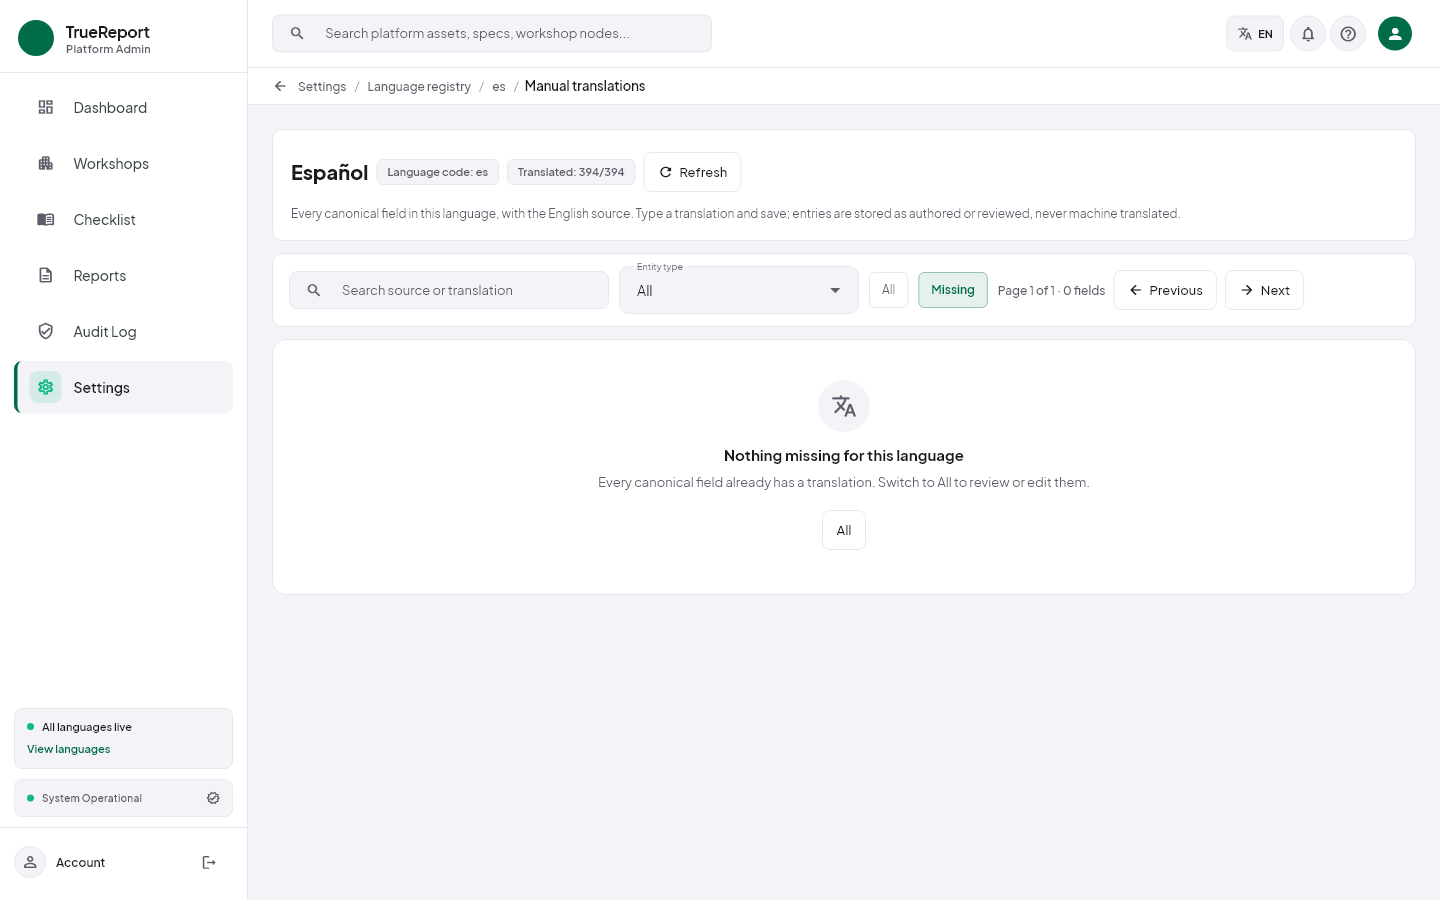 TrueReport
Platform Admin
Search platform assets, specs, workshop nodes...
EN
Settings / Language registry / es / Manual translations
Dashboard
Workshops
Checklist
Reports
Audit Log
Settings
Español
Language code: es
Translated: 394/394
Refresh
Every canonical field in this language, with the English source. Type a translation and save; entries are stored as authored or reviewed, never machine translated.
Search source or translation
Entity type
All
All
Missing
Page 1 of 1 · 0 fields
Previous
Next
Nothing missing for this language
Every canonical field already has a translation. Switch to All to review or edit them.
All
All languages live
View languages
System Operational
Account